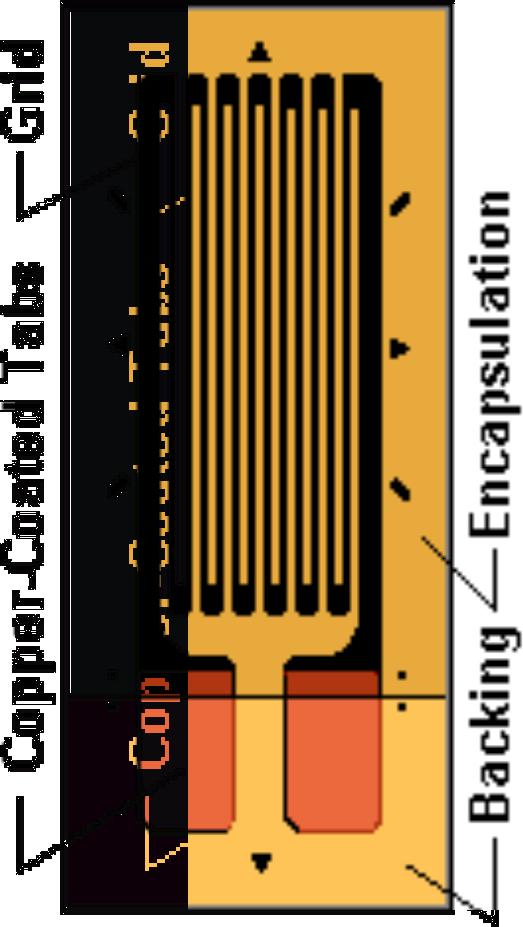 Grid
Copper-Coated Tabs
Encapsulation
Backing